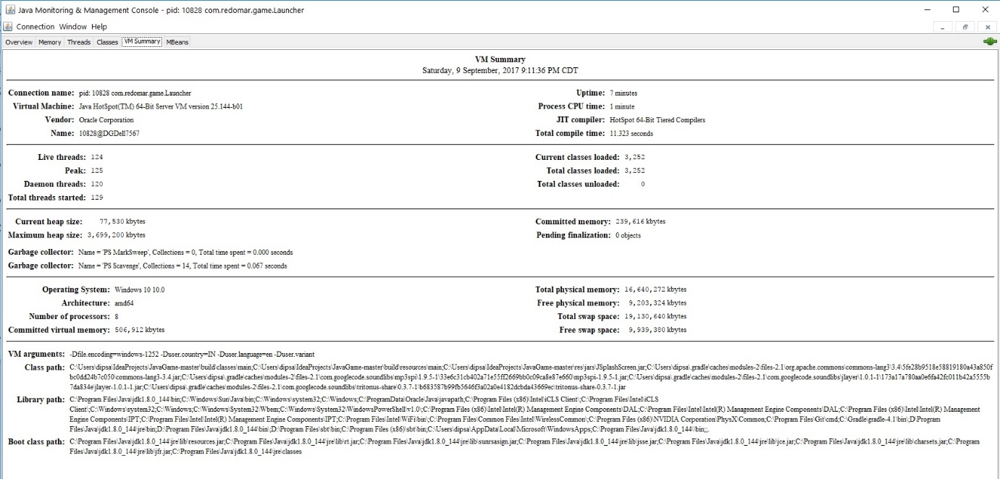 Java Monitoring & Management Console - pid: 10828 com.redomar.game.Launcher
Connection Window Help
Overview Memory Threads Classes VM Summary MBeans
VM Summary
Saturday, 9 September, 2017 9:11:36 PM CDT
Connection name: pid: 10828 com.redomar.game.Launcher
Uptime: 7 minutes
Virtual Machine: Java HotSpot(TM) 64-Bit Server VM version 25.144-b01
Process CPU time: 1 minute
Vendor: Oracle Corporation
JIT compiler: HotSpot 64-Bit Tiered Compilers
Name: 10828@DGDell7567
Total compile time: 11.323 seconds
Live threads: 124
Current classes loaded: 3,252
Peak: 125
Total classes loaded: 3,252
Daemon threads: 120
Total classes unloaded: 0
Total threads started: 129
Current heap size: 77,530 kbytes
Committed memory: 239,616 kbytes
Maximum heap size: 3,699,200 kbytes
Pending finalization: 0 objects
Garbage collector: Name = 'PS MarkSweep', Collections = 0, Total time spent = 0.000 seconds
Garbage collector: Name = 'PS Scavenge', Collections = 14, Total time spent = 0.067 seconds
Operating System: Windows 10 10.0
Total physical memory: 16,640,272 kbytes
Architecture: amd64
Free physical memory: 9,203,324 kbytes
Number of processors: 8
Total swap space: 19,130,640 kbytes
Committed virtual memory: 506,912 kbytes
Free swap space: 9,939,380 kbytes
VM arguments: -Dfile.encoding=windows-1252 -Duser.country=IN -Duser.language=en -Duser.variant
Class path: C:\Users\dipsa\IdeaProjects\JavaGame-master\build\classes\main;C:\Users\dipsa\IdeaProjects\JavaGame-master\build\resources\main;C:\Users\dipsa\IdeaProjects\JavaGame-master\res\jars\JSplashScreen.jar;C:\Users\dipsa\.gradle\caches\modules-2\files-2.1\org.apache.commons\commons-lang3\3.4\5fe28b9518e58819180a43a850f
bc0dd24b7c050\commons-lang3-3.4.jar;C:\Users\dipsa\.gradle\caches\modules-2\files-2.1\com.googlecode.soundlibs\mp3spi\1.9.5-1\33e6c31cb402a71e55ff2669bb0c09ca8e87e660\mp3spi-1.9.5-1.jar;C:\Users\dipsa\.gradle\caches\modules-2\files-2.1\com.googlecode.soundlibs\jlayer\1.0.1-1\173a17a780aa0e6fa42fc011b42a5555b
7da834e\jlayer-1.0.1-1.jar;C:\Users\dipsa\.gradle\caches\modules-2\files-2.1\com.googlecode.soundlibs\tritonus-share\0.3.7-1\b683587b99fb5646f3a02a0e4182dcbda43669ec\tritonus-share-0.3.7-1.jar
Library path: C:\Program Files\Java\jdk1.8.0_144\bin;C:\Windows\Sun\Java\bin;C:\Windows\system32;C:\Windows;C:\ProgramData\Oracle\Java\javapath;C:\Program Files (x86)\Intel\iCLS Client\;C:\Program Files\Intel\iCLS
Client\;C:\Windows\system32;C:\Windows;C:\Windows\System32\Wbem;C:\Windows\System32\WindowsPowerShell\v1.0\;C:\Program Files (x86)\Intel\Intel(R) Management Engine Components\DAL;C:\Program Files\Intel\Intel(R) Management Engine Components\DAL;C:\Program Files (x86)\Intel\Intel(R) Management
Engine Components\IPT;C:\Program Files\Intel\Intel(R) Management Engine Components\IPT;C:\Program Files\Intel\WiFi\bin\;C:\Program Files\Common Files\Intel\WirelessCommon\;C:\Program Files (x86)\NVIDIA Corporation\PhysX\Common;C:\Program Files\Git\cmd;C:\Gradle\gradle-4.1\bin\;D:\Program
Files\Java\jdk1.8.0_144\jre\bin;D:\Program Files\Java\jdk1.8.0_144\bin\;D:\Program Files\sbt\bin;C:\Program Files (x86)\sbt\bin;C:\Users\dipsa\AppData\Local\Microsoft\WindowsApps;C:\Program Files\Java\jdk1.8.0_144\\bin;;.
Boot class path: C:\Program Files\Java\jdk1.8.0_144\jre\lib\resources.jar;C:\Program Files\Java\jdk1.8.0_144\jre\lib\rt.jar;C:\Program Files\Java\jdk1.8.0_144\jre\lib\sunrsasign.jar;C:\Program Files\Java\jdk1.8.0_144\jre\lib\jsse.jar;C:\Program Files\Java\jdk1.8.0_144\jre\lib\jce.jar;C:\Program Files\Java\jdk1.8.0_144\jre\lib\charsets.jar;C:\Program
Files\Java\jdk1.8.0_144\jre\lib\jfr.jar;C:\Program Files\Java\jdk1.8.0_144\jre\classes